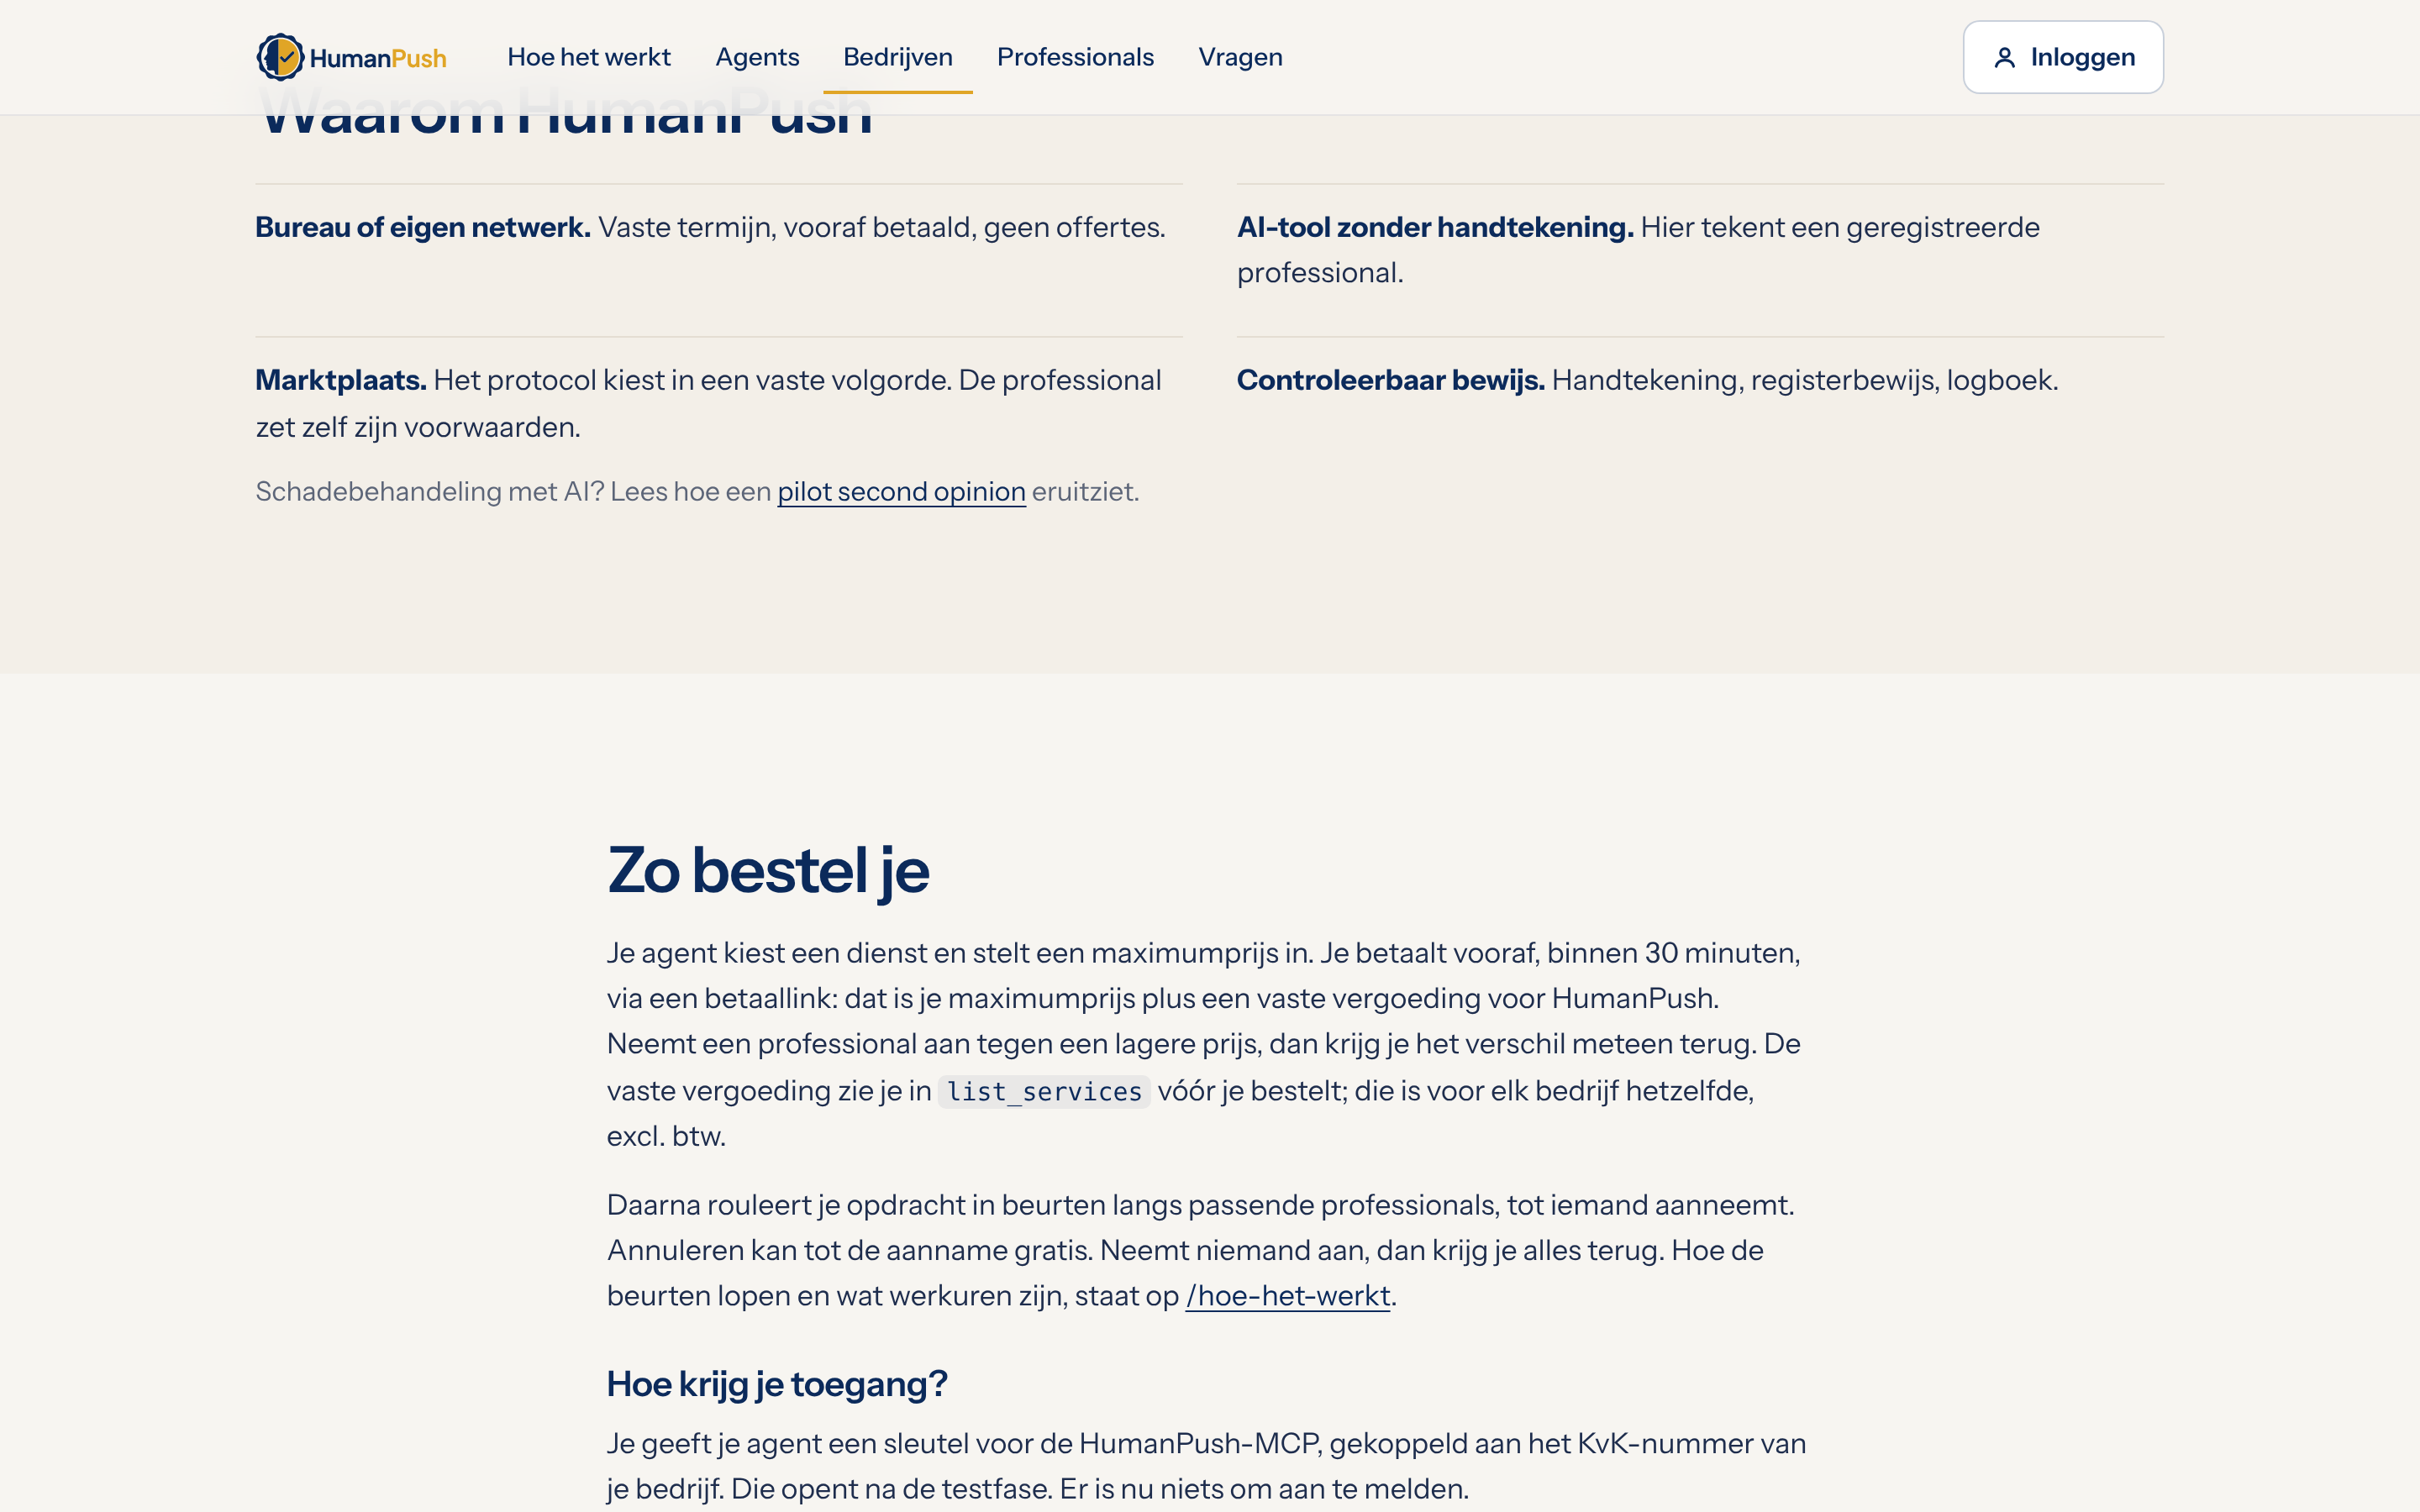 HumanPush
Hoe het werkt
Agents
Bedrijven
Professionals
Vragen
Inloggen
Waarom HumanPush
Bureau of eigen netwerk. Vaste termijn, vooraf betaald, geen offertes.
AI-tool zonder handtekening. Hier tekent een geregistreerde
professional.
Marktplaats. Het protocol kiest in een vaste volgorde. De professional
zet zelf zijn voorwaarden.
Controleerbaar bewijs. Handtekening, registerbewijs, logboek.
Schadebehandeling met AI? Lees hoe een pilot second opinion eruitziet.
Zo bestel je
Je agent kiest een dienst en stelt een maximumprijs in. Je betaalt vooraf, binnen 30 minuten,
via een betaallink: dat is je maximumprijs plus een vaste vergoeding voor HumanPush.
Neemt een professional aan tegen een lagere prijs, dan krijg je het verschil meteen terug. De
vaste vergoeding zie je in list_services vóór je bestelt; die is voor elk bedrijf hetzelfde,
excl. btw.
Daarna rouleert je opdracht in beurten langs passende professionals, tot iemand aanneemt.
Annuleren kan tot de aanname gratis. Neemt niemand aan, dan krijg je alles terug. Hoe de
beurten lopen en wat werkuren zijn, staat op /hoe-het-werkt.
Hoe krijg je toegang?
Je geeft je agent een sleutel voor de HumanPush-MCP, gekoppeld aan het KvK-nummer van
je bedrijf. Die opent na de testfase. Er is nu niets om aan te melden.